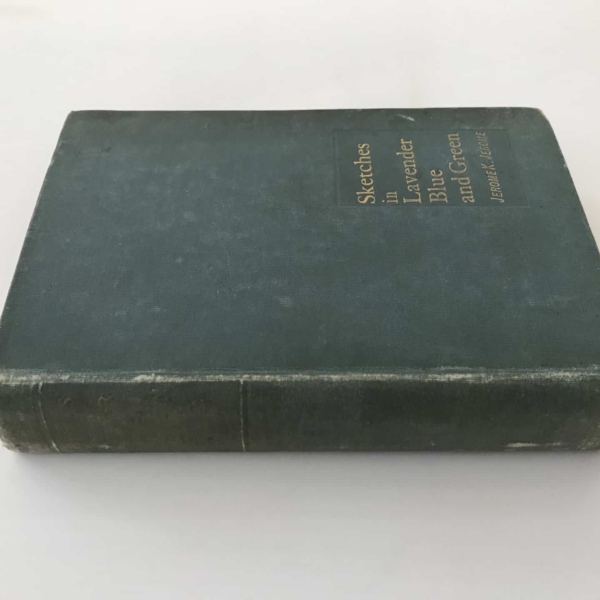 Sketches
in
Lavender
Blue
and Green
JEROME K. JEROME